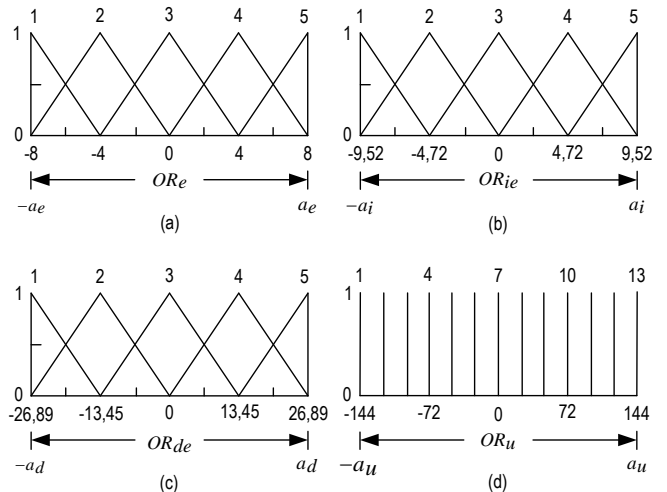 1 2 3 4 5
1
0
-8 -4 0 4 8
ORe
−ae ae
(a)
1 2 3 4 5
1
0
-9,52 -4,72 0 4,72 9,52
ORie
−ai ai
(b)
1 2 3 4 5
1
0
-26,89 -13,45 0 13,45 26,89
ORde
−ad ad
(c)
1 4 7 10 13
1
0
-144 -72 0 72 144
ORu
−au au
(d)